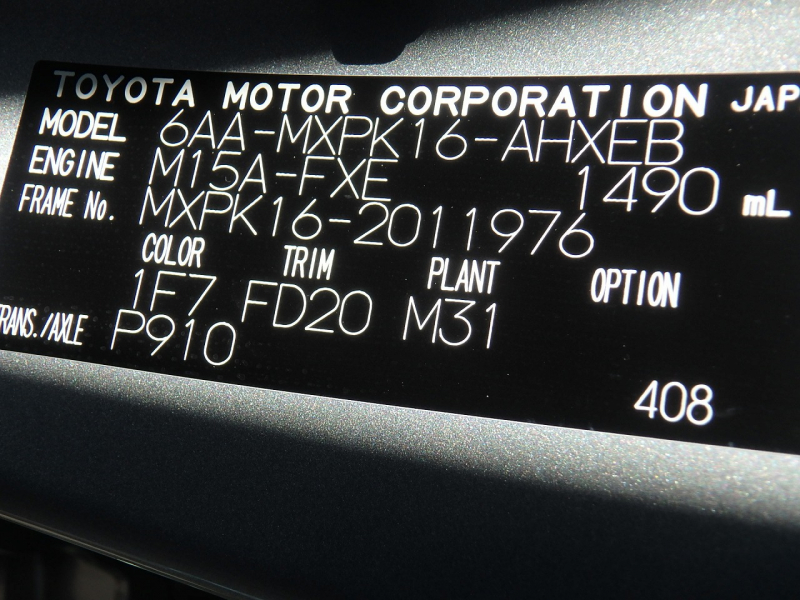 TOYOTA MOTOR CORPORATION JAP
MODEL 6AA-MXPK16-AHXEB
ENGINE M15A-FXE 1490 mL
FRAME No. MXPK16-2011976
COLOR TRIM PLANT OPTION
1F7 FD20 M31
TRANS./AXLE P910
408